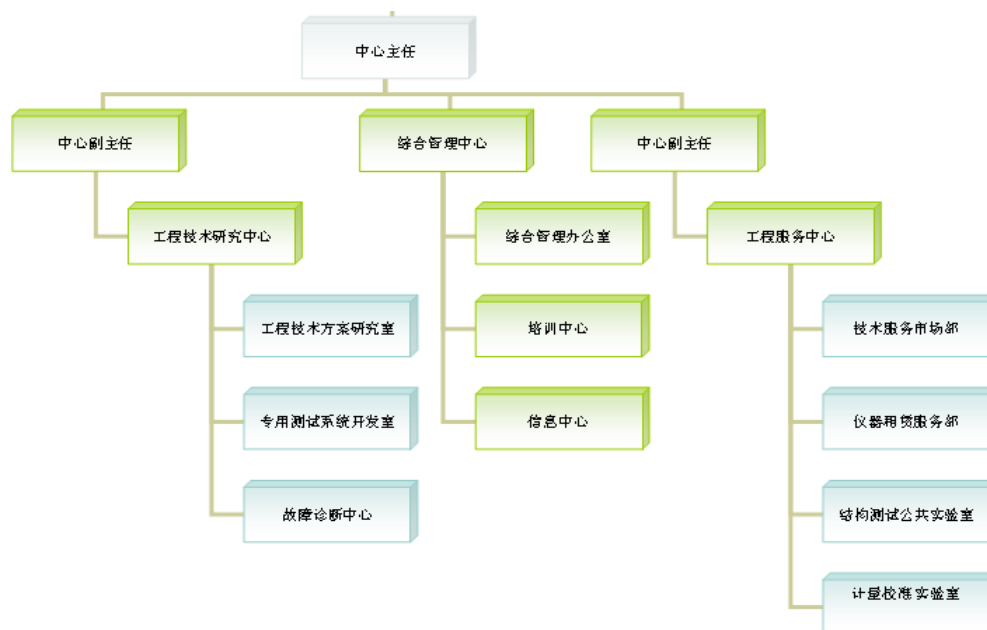 中心主任
中心副主任
综合管理中心
中心副主任
工程技术研究中心
综合管理办公室
工程服务中心
工程技术方案研究室
培训中心
技术服务市场部
专用测试系统开发室
信息中心
仪器租赁服务部
故障诊断中心
结构测试公共实验室
计量校准实验室